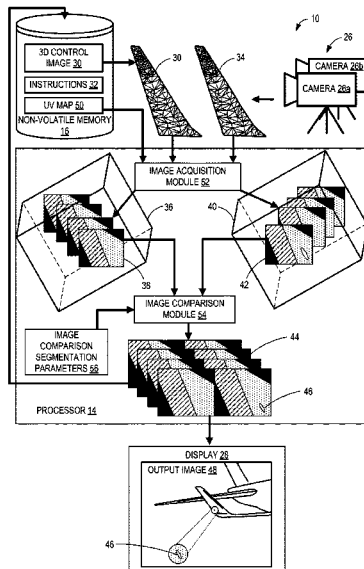 10
26
3D CONTROL
IMAGE 30
INSTRUCTIONS 32
UV MAP 50
NON-VOLATILE MEMORY
16
30
34
CAMERA 26b
CAMERA 26a
IMAGE ACQUISITION
MODULE 52
36
38
40
42
IMAGE COMPARISON
MODULE 54
IMAGE
COMPARISON
SEGMENTATION
PARAMETERS 56
44
46
PROCESSOR 14
DISPLAY 28
OUTPUT IMAGE 48
46